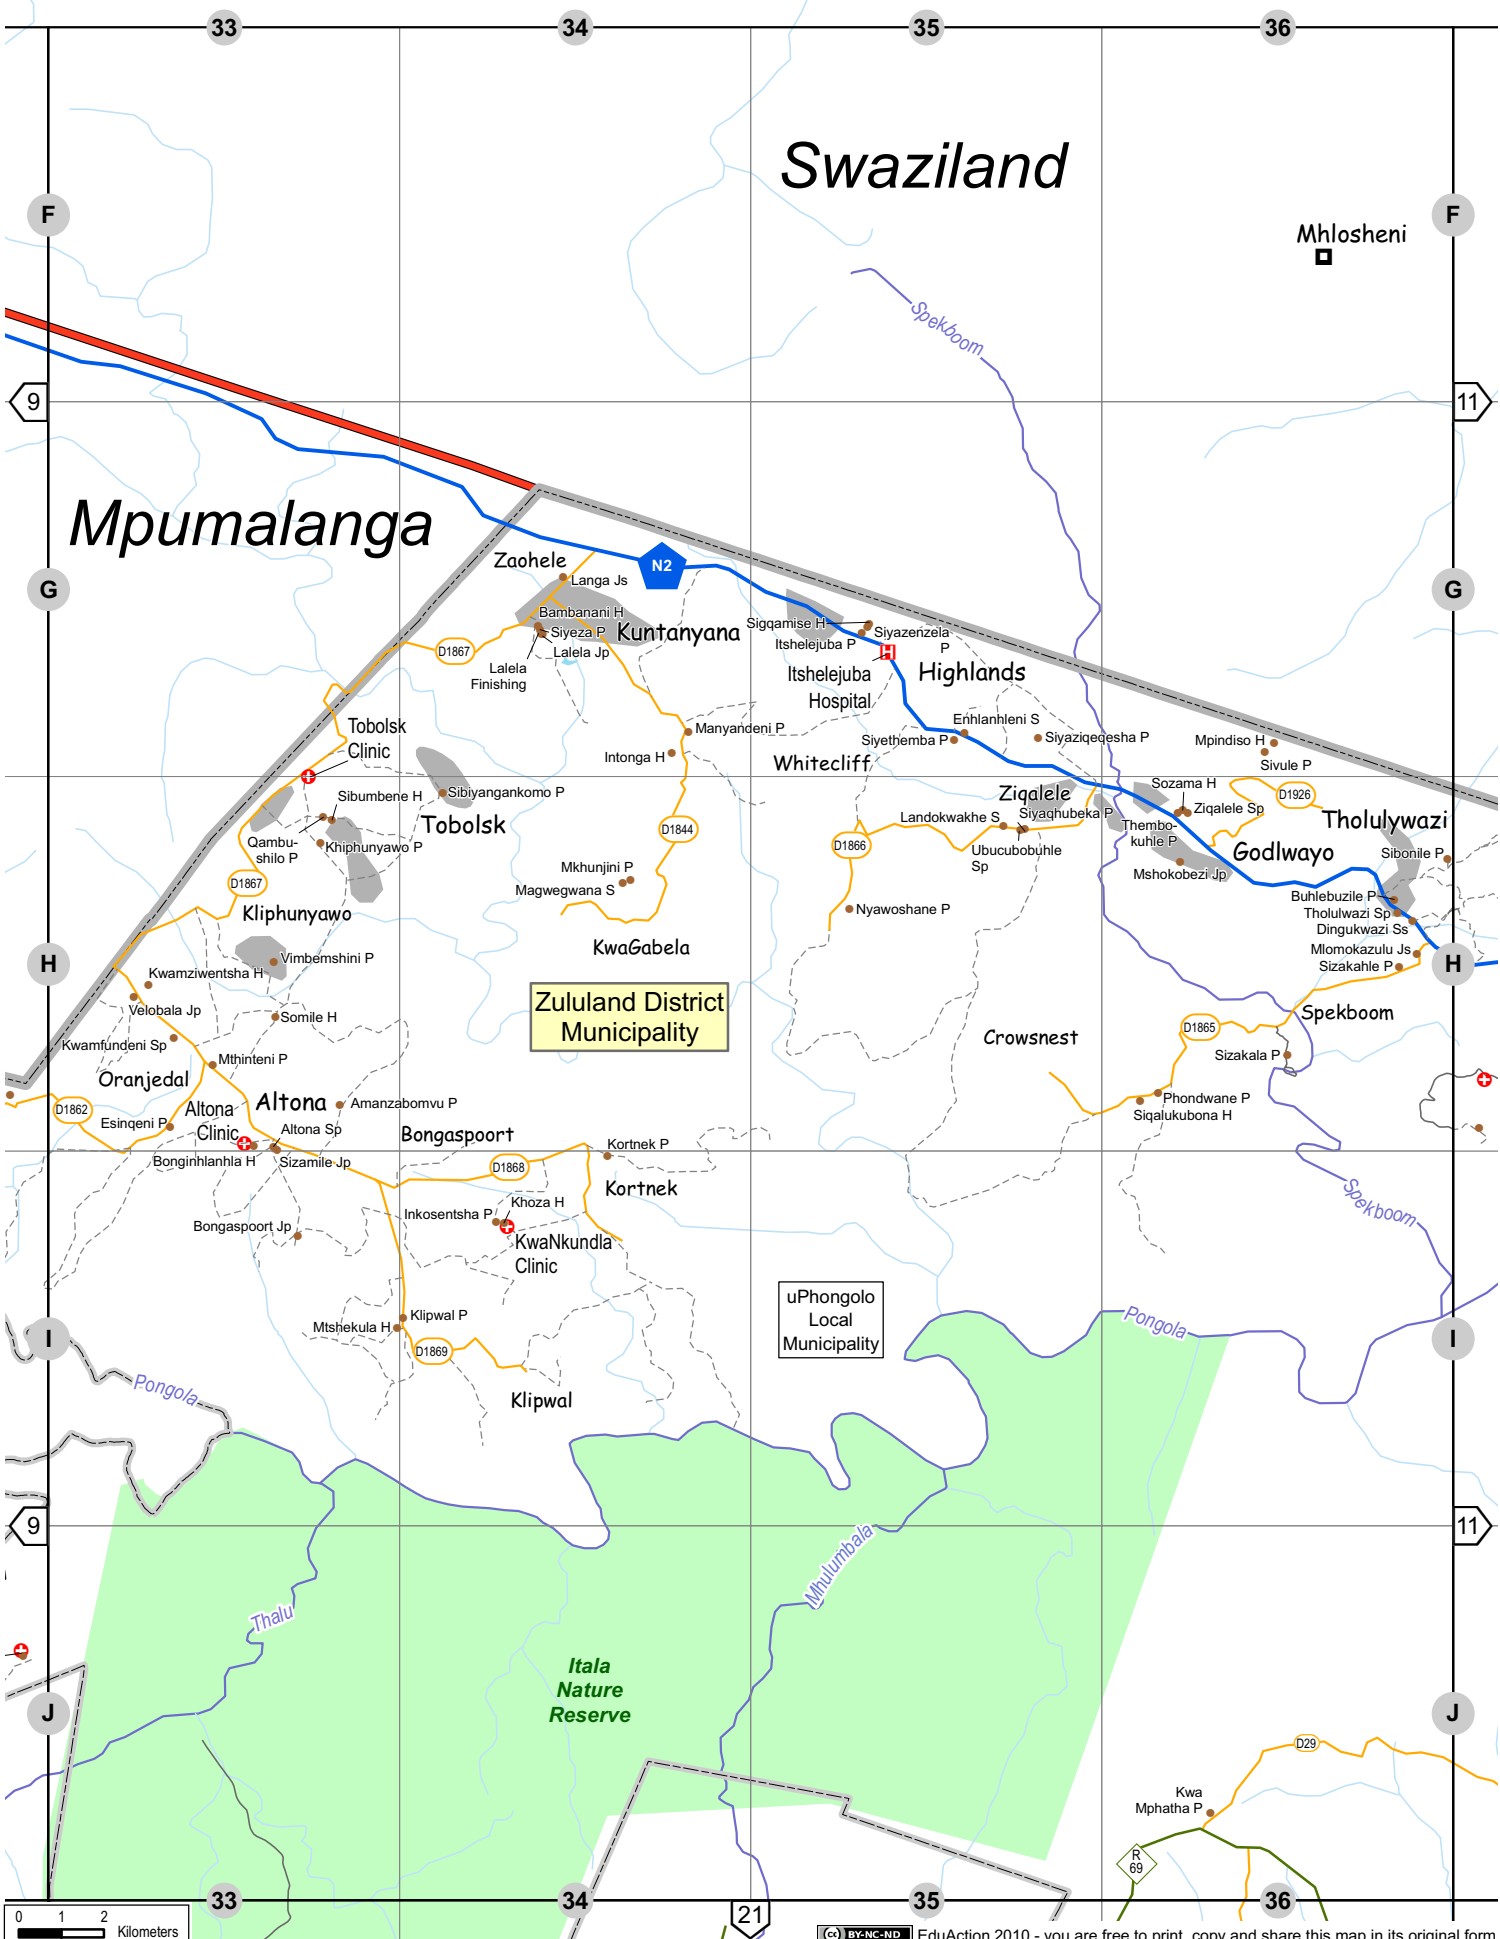 33
34
35
36
Swaziland
F
F
Mhlosheni
Spekboom
9
11
Mpumalanga
Zaohele
N2
Langa Js
G
G
Bambanani H
Siyeza P
Kuntanyana
Lalela Jp
Lalela
Finishing
D1867
Sigqamise H
Siyazenzela
P
Itshelejuba P
Itshelejuba
Hospital
Highlands
Tobolsk
Clinic
Manyandeni P
Intonga H
Enhlanhleni S
Siyethemba P
Siyaziqeqesha P
Mpindiso H
Sivule P
Whitecliff
Sibiyangankomo P
Sibumbene H
Tobolsk
Qambu-
shilo P
Khiphunyawo P
D1844
Ziqalele
Landokwakhe S
Siyaqhubeka P
Ubucubobuhle
Sp
D1866
Sozama H
Ziqalele Sp
D1926
Thembo-
kuhle P
Mshokobezi Jp
Godlwayo
Tholulywazi
Sibonile P
D1867
Mkhunjini P
Magwegwana S
Kliphunyawo
Nyawoshane P
Buhlebuzile P
Tholulwazi Sp
Dingukwazi Ss
KwaGabela
Mlomokazulu Js
Sizakahle P
H
H
Vimbemshini P
Kwamziwentsha H
Velobala Jp
Somile H
Zululand District
Municipality
Kwamfundeni Sp
Mthinteni P
Crowsnest
D1865
Spekboom
Sizakala P
Oranjedal
D1862
Altona
Clinic
Altona
Amanzabomvu P
Esinqeni P
Altona Sp
Phondwane P
Siqalukubona H
Bonginhlanhla H
Sizamile Jp
Bongaspoort
Kortnek P
D1868
Kortnek
Spekboom
Bongaspoort Jp
Inkosentsha P
Khoza H
KwaNkundla
Clinic
uPhongolo
Local
Municipality
Klipwal P
Mtshekula H
Pongola
I
I
D1869
Pongola
Klipwal
9
11
Mhulumbala
Thalu
Itala
Nature
Reserve
J
J
D29
Kwa
Mphatha P
R
69
33
34
35
36
21
0 1 2
Kilometers
(cc) BY-NC-ND EduAction 2010 - you are free to print, copy and share this map in its original form